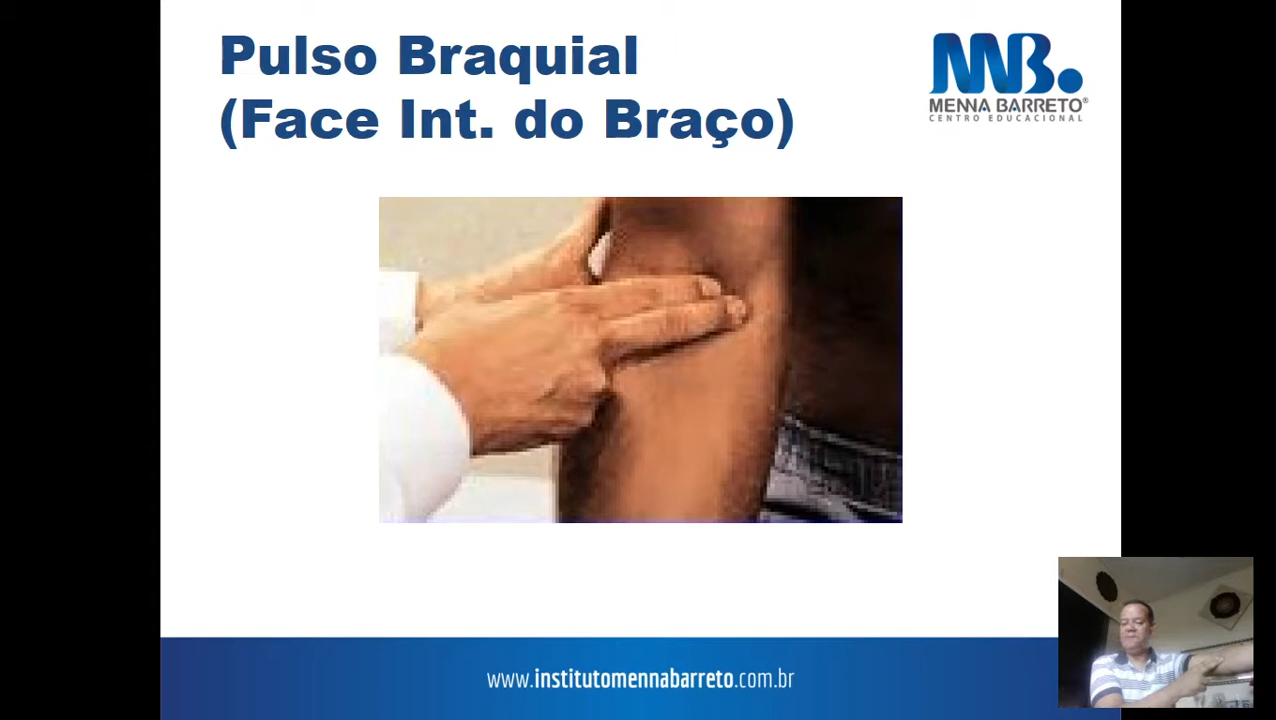 Pulso Braquial
(Face Int. do Braço)
MB.
MENNA BARRETO®
CENTRO EDUCACIONAL
www.institutomennabarreto.com.br